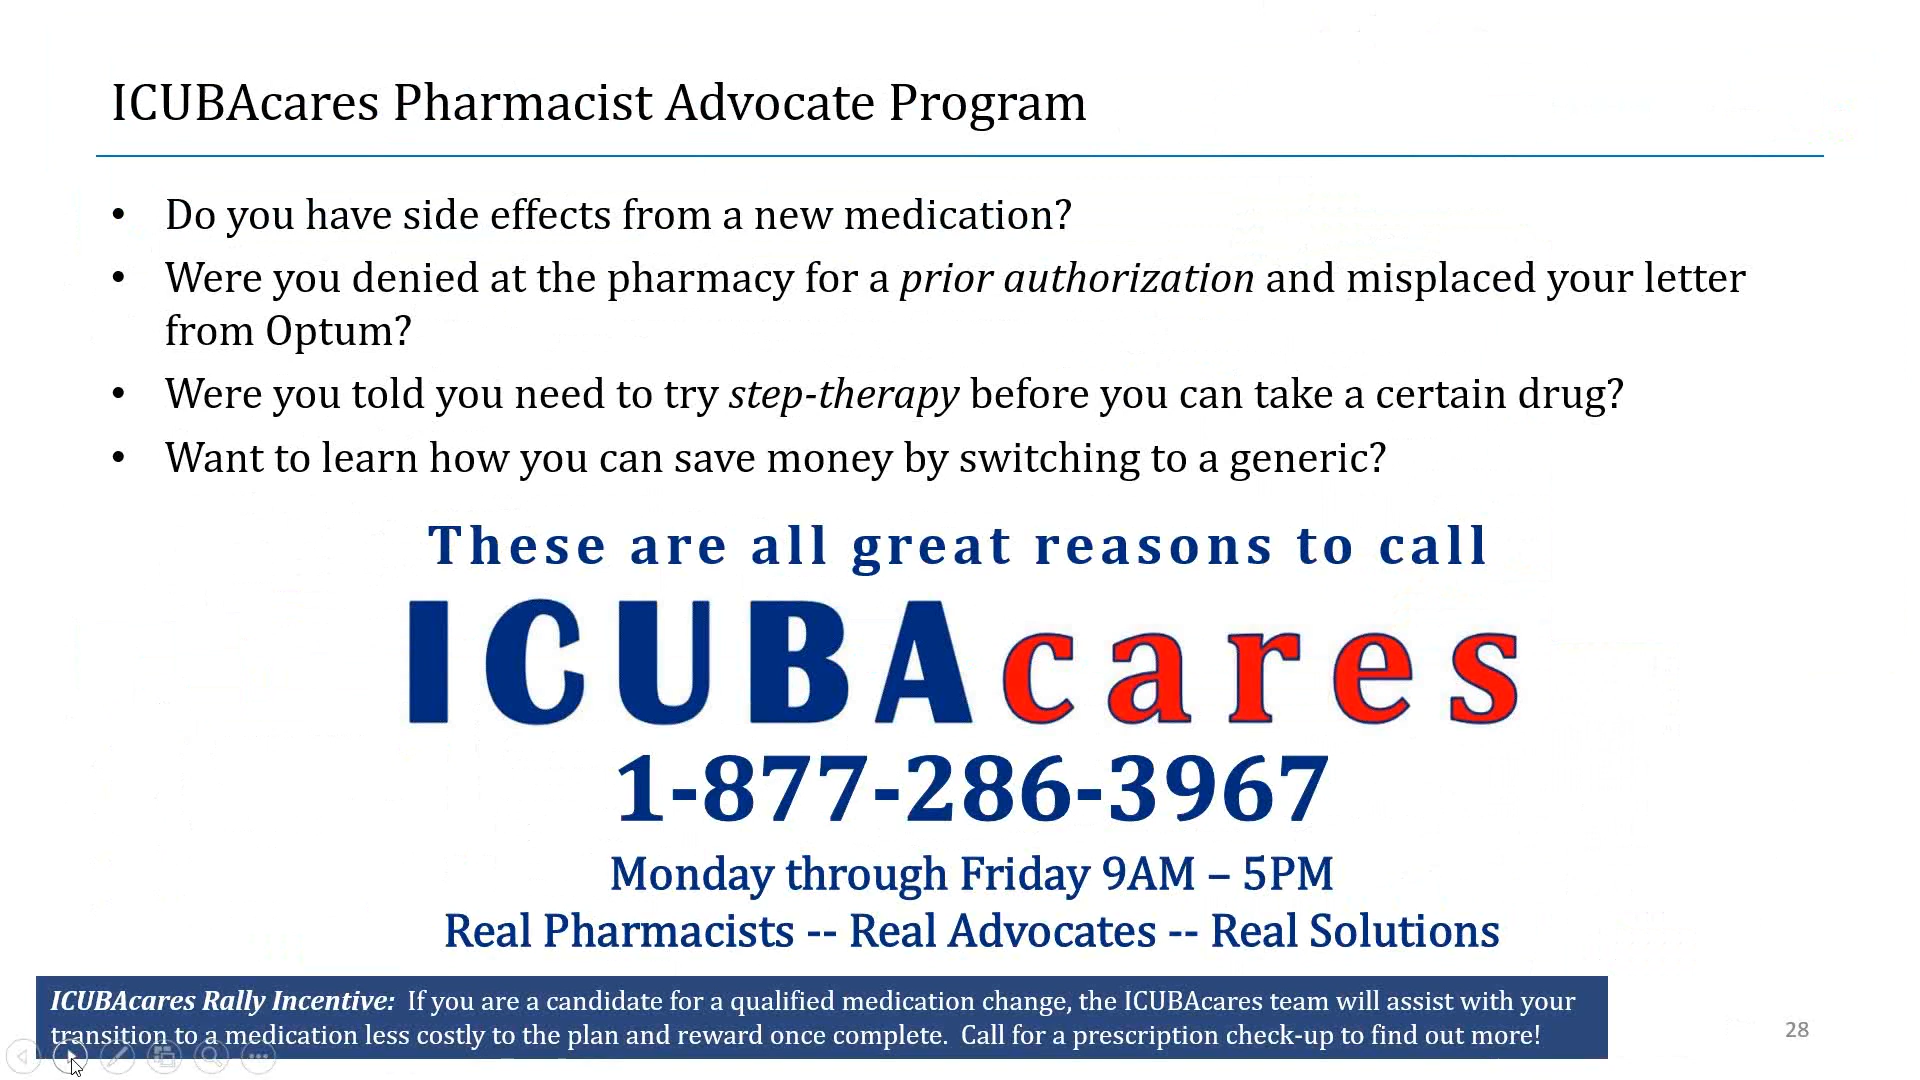 ICUBAcares Pharmacist Advocate Program
• Do you have side effects from a new medication?
• Were you denied at the pharmacy for a prior authorization and misplaced your letter
from Optum?
• Were you told you need to try step-therapy before you can take a certain drug?
• Want to learn how you can save money by switching to a generic?
These are all great reasons to call
ICUBAcares
1-877-286-3967
Monday through Friday 9AM – 5PM
Real Pharmacists -- Real Advocates -- Real Solutions
ICUBAcares Rally Incentive: If you are a candidate for a qualified medication change, the ICUBAcares team will assist with your
transition to a medication less costly to the plan and reward once complete. Call for a prescription check-up to find out more!
28